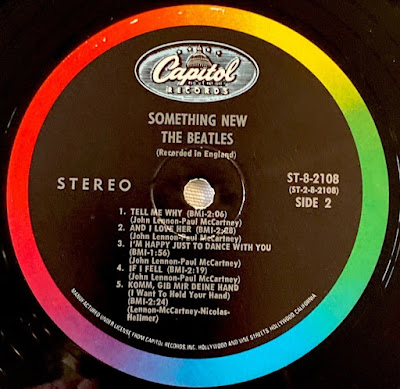 Capitol
RECORDS
SOMETHING NEW
THE BEATLES
(Recorded in England)
STEREO
ST-8-2108
(ST-2-8-2108)
SIDE 2
1. TELL ME WHY (BMI-2:06)
(John Lennon-Paul McCartney)
2. AND I LOVE HER (BMI-2:28)
(John Lennon-Paul McCartney)
3. I'M HAPPY JUST TO DANCE WITH YOU
(BMI-1:56)
(John Lennon-Paul McCartney)
4. IF I FELL (BMI-2:19)
(John Lennon-Paul McCartney)
5. KOMM, GIB MIR DEINE HAND
(I Want To Hold Your Hand)
(BMI-2:24)
(Lennon-McCartney-Nicolas-
Hellmer)
MANUFACTURED UNDER LICENSE FROM CAPITOL RECORDS, INC. HOLLYWOOD AND VINE STREETS, HOLLYWOOD, CALIFORNIA